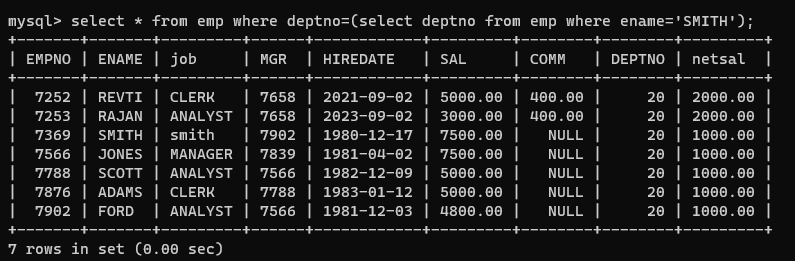 mysql> select * from emp where deptno=(select deptno from emp where ename='SMITH');
+-------+-------+---------+------+------------+---------+--------+--------+---------+
| EMPNO | ENAME | job     | MGR  | HIREDATE   | SAL     | COMM   | DEPTNO | netsal  |
+-------+-------+---------+------+------------+---------+--------+--------+---------+
|  7252 | REVTI | CLERK   | 7658 | 2021-09-02 | 5000.00 | 400.00 |     20 | 2000.00 |
|  7253 | RAJAN | ANALYST | 7658 | 2023-09-02 | 3000.00 | 400.00 |     20 | 2000.00 |
|  7369 | SMITH | smith   | 7902 | 1980-12-17 | 7500.00 |   NULL |     20 | 1000.00 |
|  7566 | JONES | MANAGER | 7839 | 1981-04-02 | 7500.00 |   NULL |     20 | 1000.00 |
|  7788 | SCOTT | ANALYST | 7566 | 1982-12-09 | 5000.00 |   NULL |     20 | 1000.00 |
|  7876 | ADAMS | CLERK   | 7788 | 1983-01-12 | 5000.00 |   NULL |     20 | 1000.00 |
|  7902 | FORD  | ANALYST | 7566 | 1981-12-03 | 4800.00 |   NULL |     20 | 1000.00 |
+-------+-------+---------+------+------------+---------+--------+--------+---------+
7 rows in set (0.00 sec)